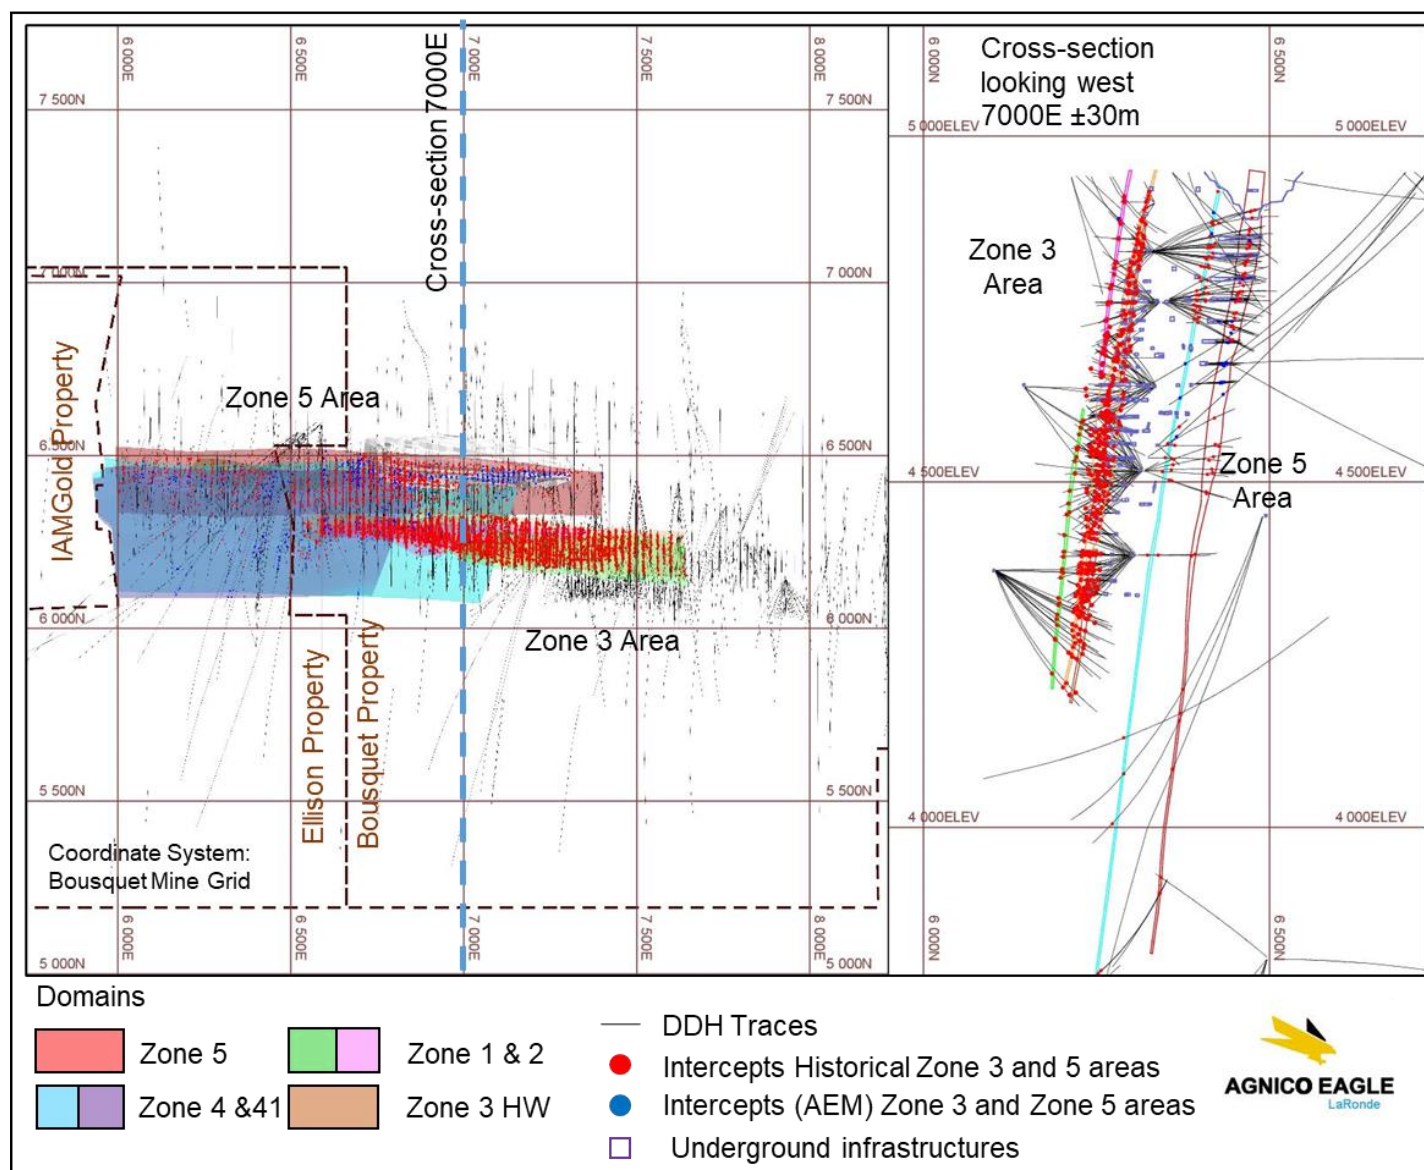 6 000E
6 500E
7 000E
7 500E
8 000E
7 500N
7 500N
Cross-section 7000E
7 000N
7 000N
Zone 5 Area
IAMGold Property
6 500N
6 500N
6 000N
6 000N
Zone 3 Area
Ellison Property
Bousquet Property
5 500N
5 500N
Coordinate System:
Bousquet Mine Grid
6 000E
6 500E
7 000E
7 500E
8 000E
5 000N
5 000N
6 000N
6 500N
Cross-section
looking west
7000E ±30m
5 000ELEV
5 000ELEV
Zone 3
Area
Zone 5
Area
4 500ELEV
4 500ELEV
4 000ELEV
4 000ELEV
6 000N
6 500N
Domains
Zone 5
Zone 1 & 2
Zone 4 &41
Zone 3 HW
DDH Traces
Intercepts Historical Zone 3 and 5 areas
Intercepts (AEM) Zone 3 and Zone 5 areas
Underground infrastructures
AGNICO EAGLE
LaRonde